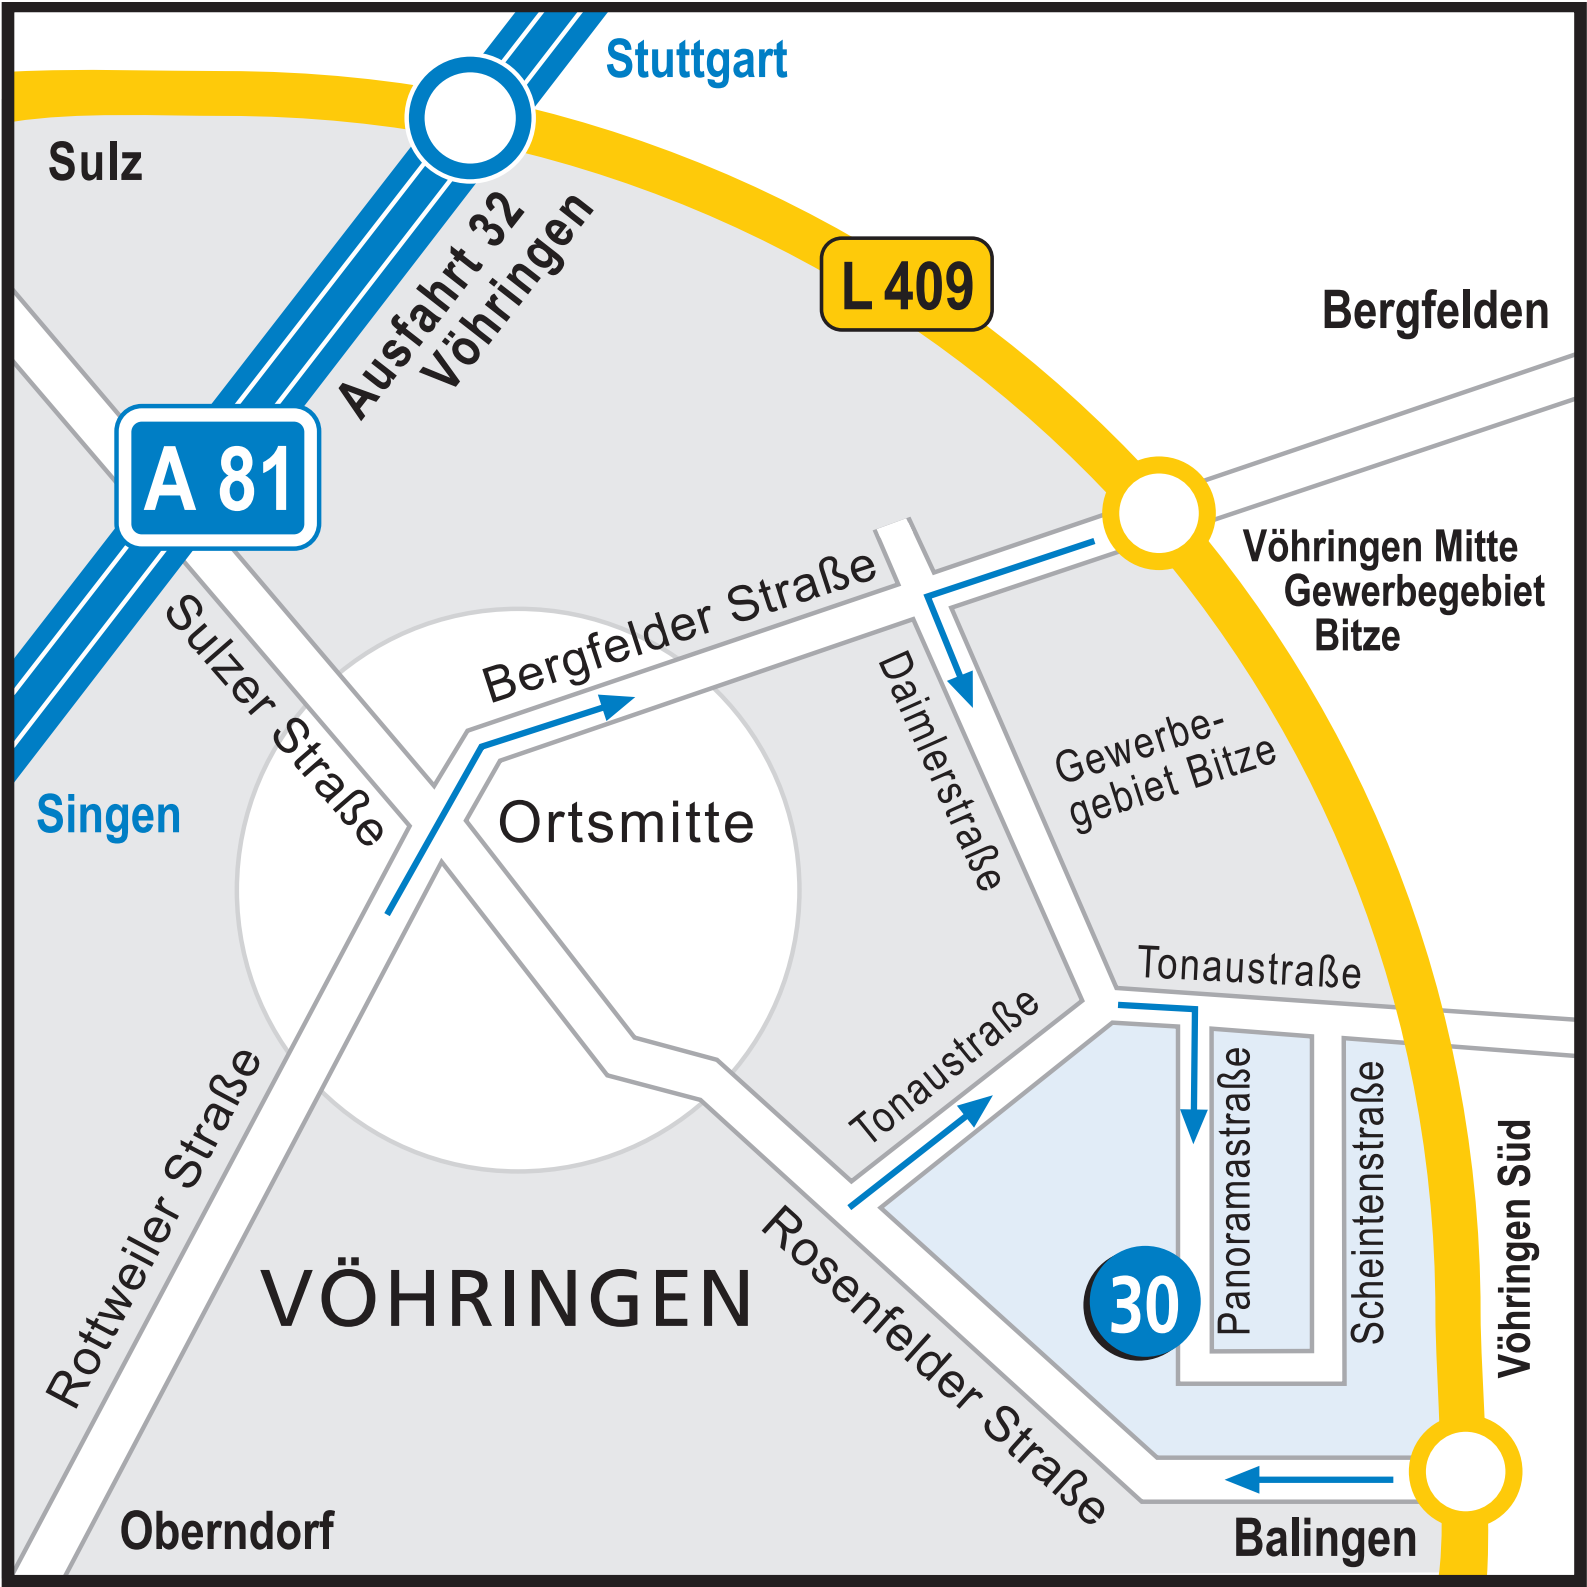 Stuttgart
Sulz
Ausfahrt 32
Vöhringen
L 409
Bergfelden
A 81
Vöhringen Mitte
Gewerbegebiet
Bitze
Sulzer Straße
Bergfelder Straße
Daimlerstraße
Gewerbe-
gebiet Bitze
Singen
Ortsmitte
Tonaustraße
Tonaustraße
Rottweiler Straße
Panoramastraße
Scheintenstraße
Vöhringen Süd
VÖHRINGEN
Rosenfelder Straße
30
Oberndorf
Balingen